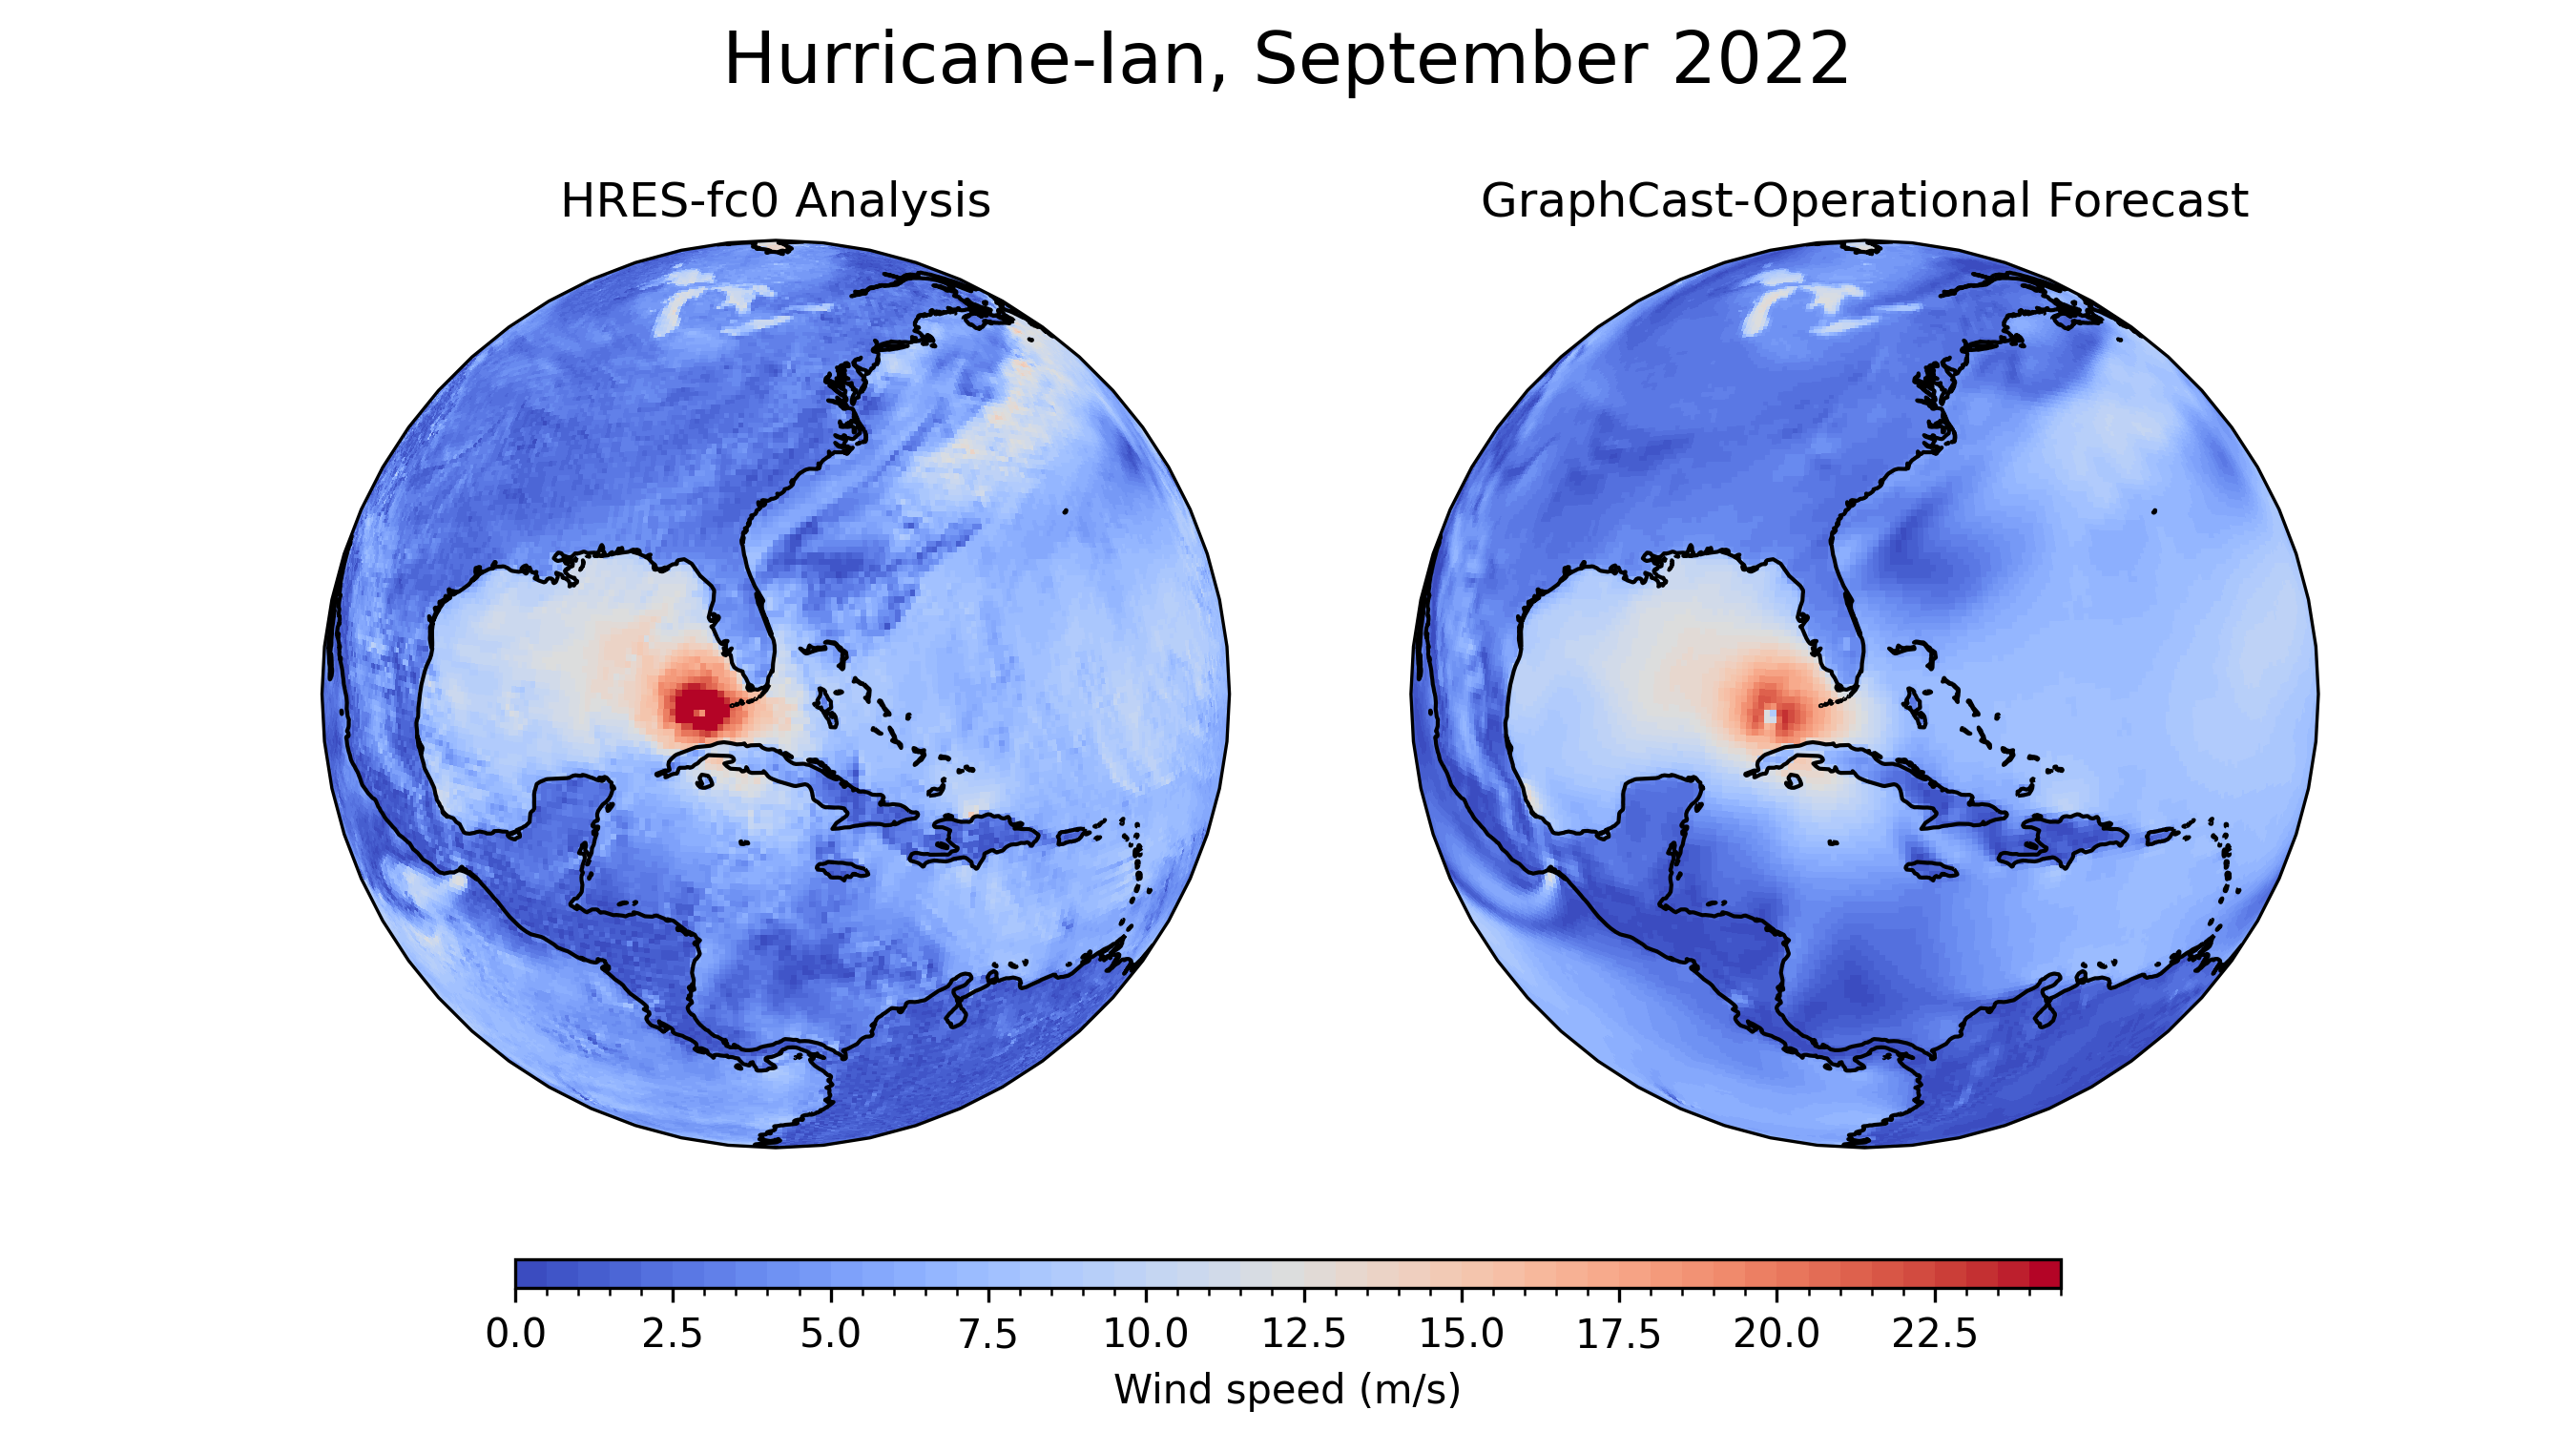 Hurricane-Ian, September 2022
HRES-fc0 Analysis
GraphCast-Operational Forecast
0.0 2.5 5.0 7.5 10.0 12.5 15.0 17.5 20.0 22.5
Wind speed (m/s)